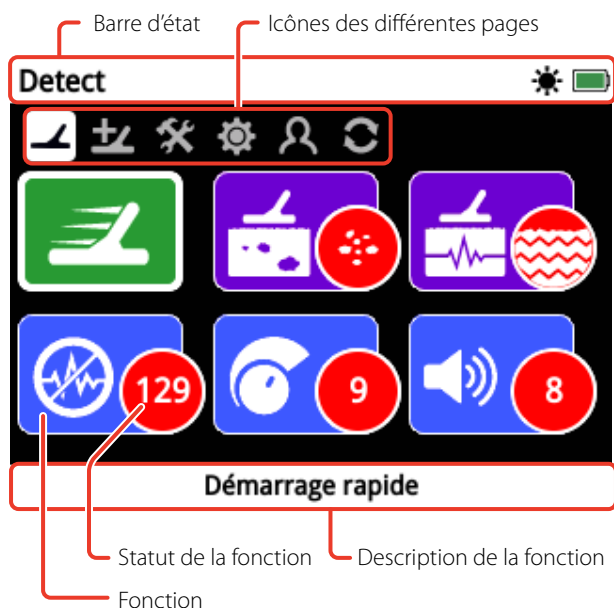 Barre d’état
Icônes des différentes pages
Detect
129
9
8
Démarrage rapide
Statut de la fonction
Description de la fonction
Fonction